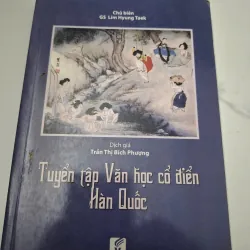 Chủ biên
GS Lim Hyung Taek
Dịch giả
Trần Thị Bích Phượng
Tuyển tập Văn học cổ điển
Hàn Quốc